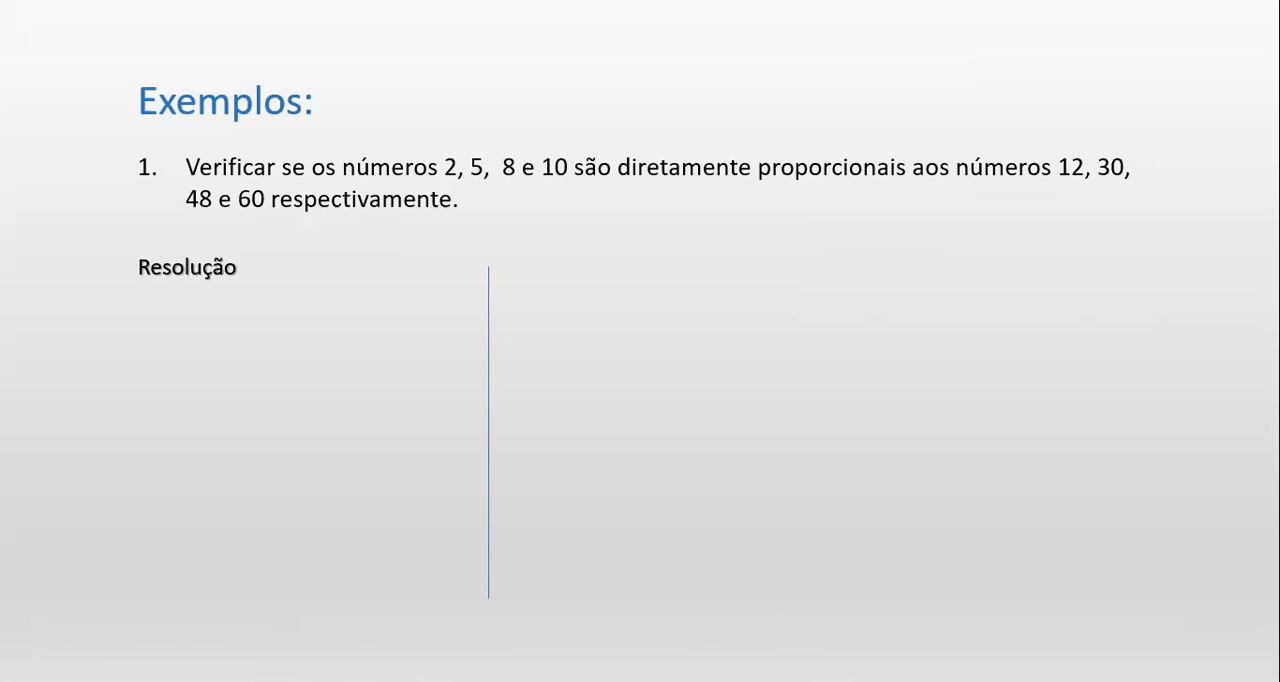 Exemplos:
1. Verificar se os números 2, 5, 8 e 10 são diretamente proporcionais aos números 12, 30,
48 e 60 respectivamente.
Resolução